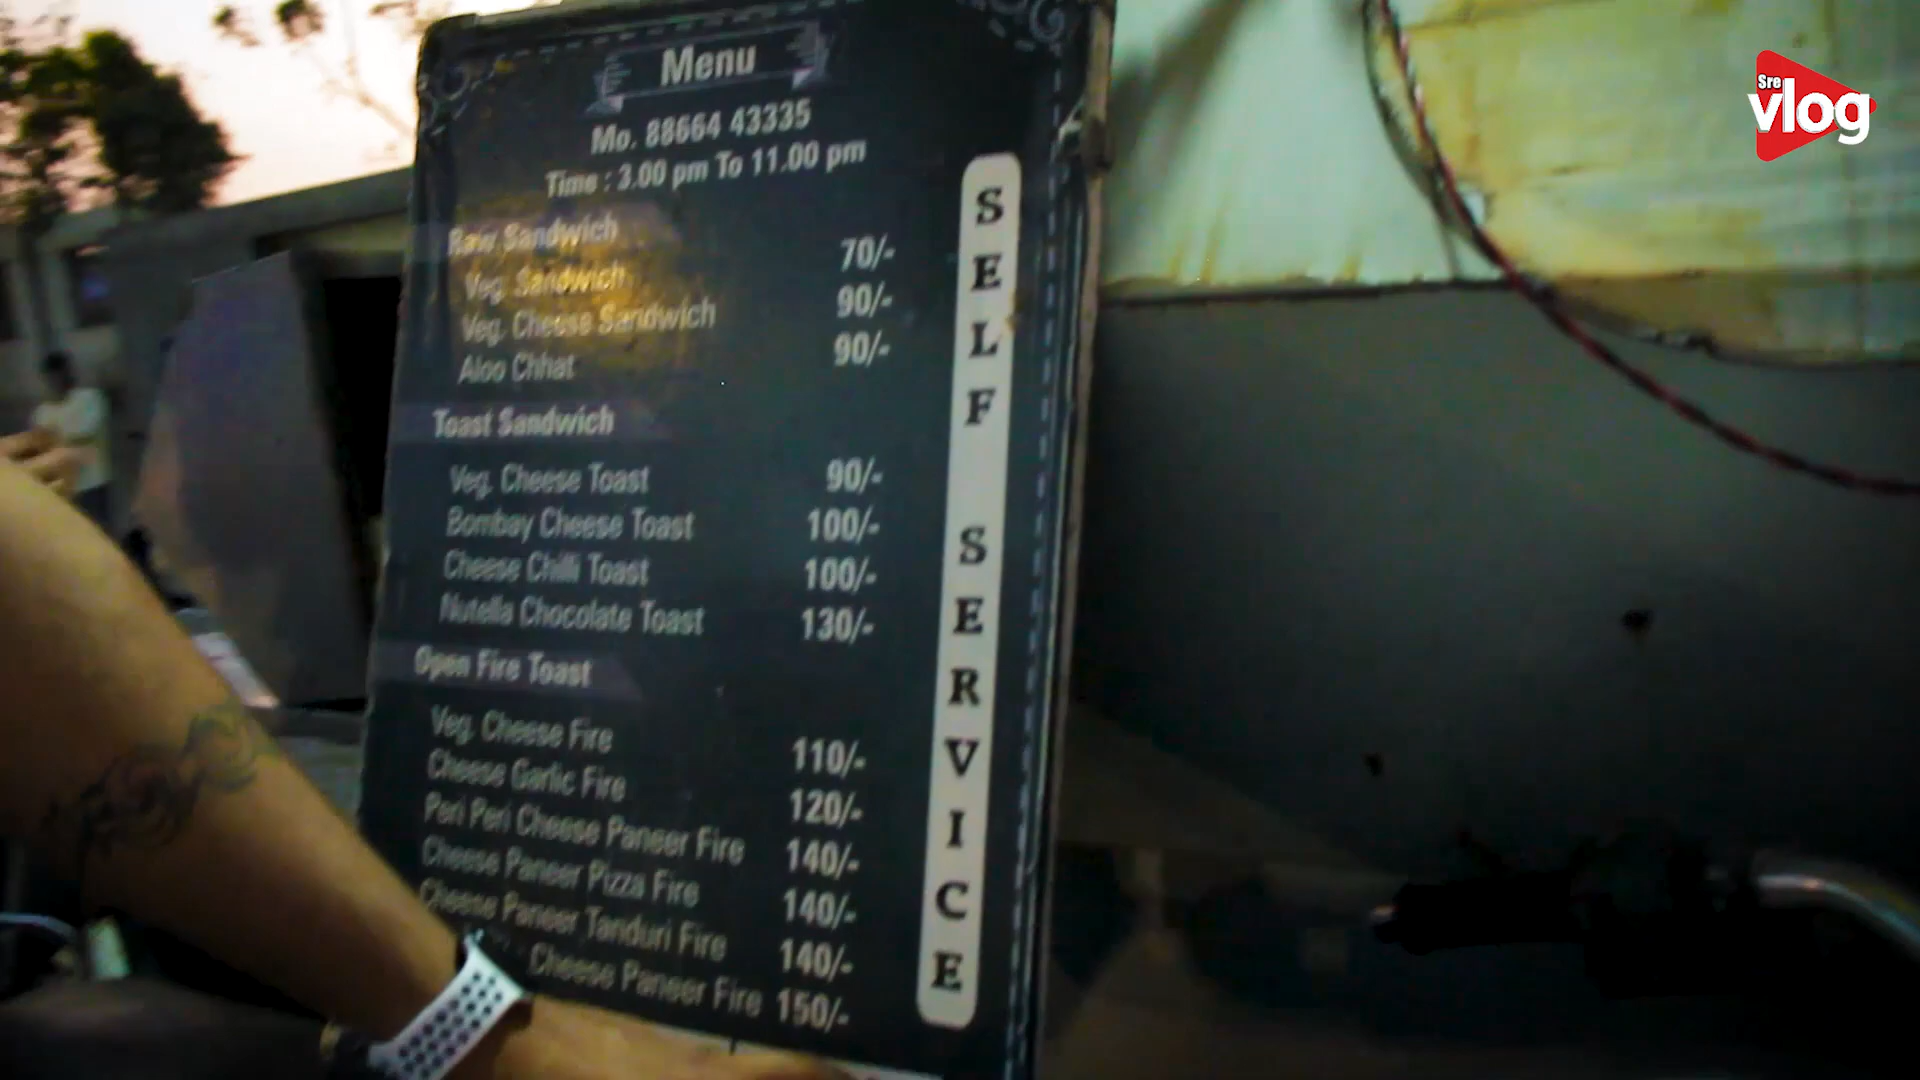 Sre
vlog
Menu
Mo. 88664 43335
Time : 3.00 pm To 11.00 pm
Raw Sandwich
Veg. Sandwich 70/-
Veg. Cheese Sandwich 90/-
Aloo Chhat 90/-
Toast Sandwich
Veg. Cheese Toast 90/-
Bombay Cheese Toast 100/-
Cheese Chilli Toast 100/-
Nutella Chocolate Toast 130/-
Open Fire Toast
Veg. Cheese Fire 110/-
Cheese Garlic Fire 120/-
Peri Peri Cheese Paneer Fire 140/-
Cheese Paneer Pizza Fire 140/-
Cheese Paneer Tanduri Fire 140/-
Cheese Paneer Fire 150/-
SELF SERVICE